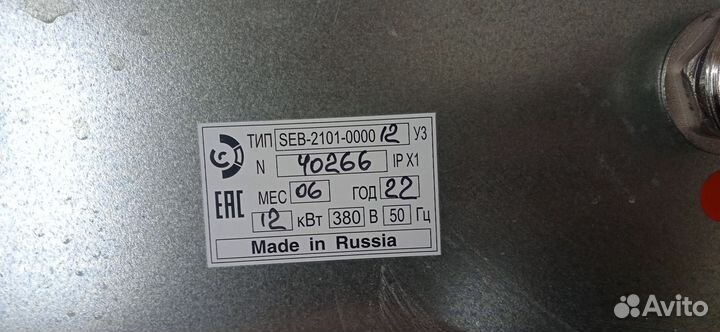 ТИП SEB-2101-0000 12 У3
N 40266 IP X1
МЕС 06 ГОД 22
EAC
12 кВт 380 В 50 Гц
Made in Russia
Avito